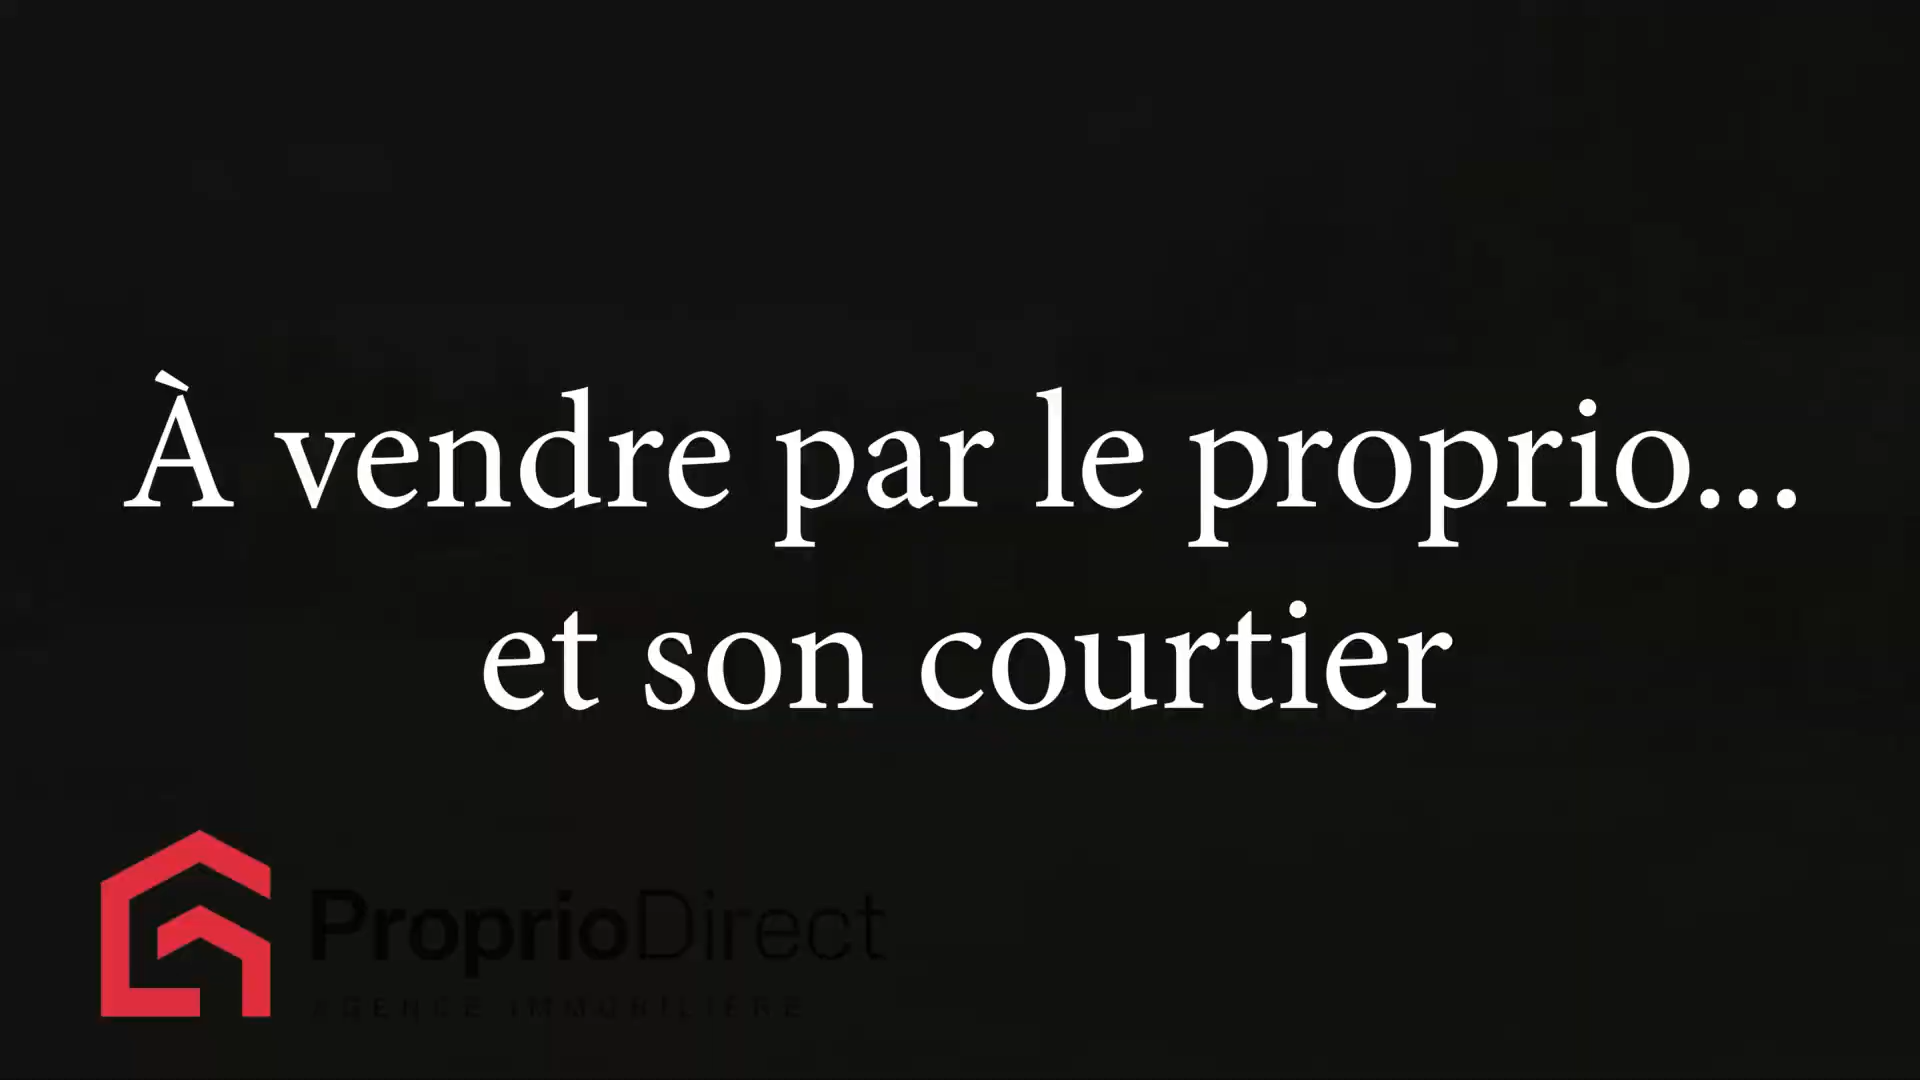 À vendre par le proprio...
et son courtier
ProprioDirect
AGENCE IMMOBILIÈRE